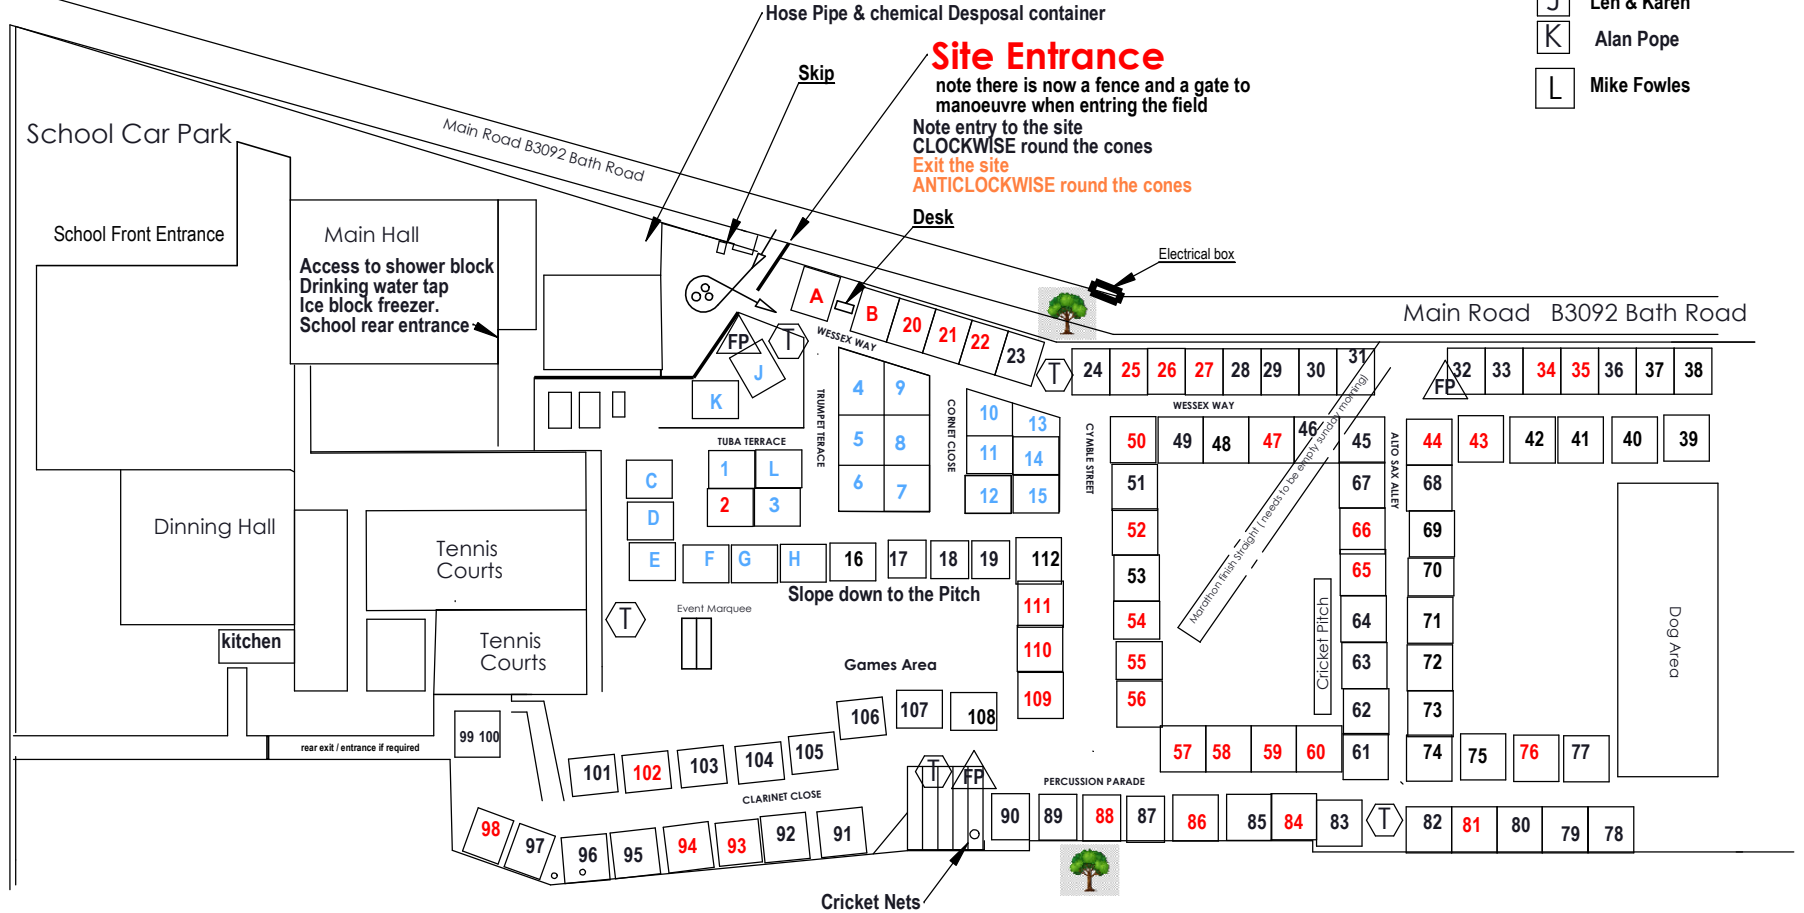 Hose Pipe & chemical Desposal container
Len & Karen
K Alan Pope
L Mike Fowles
Site Entrance
note there is now a fence and a gate to
manoeuvre when entring the field
Note entry to the site
CLOCKWISE round the cones
Exit the site
ANTICLOCKWISE round the cones
Skip
Desk
School Car Park
Main Road B3092 Bath Road
School Front Entrance
Main Hall
Access to shower block
Drinking water tap
Ice block freezer.
School rear entrance
Electrical box
Main Road B3092 Bath Road
A
B
20
21
22
23
WESSEX WAY
FP
T
J
K
T
24
25
26
27
28
29
30
31
FP
32
33
34
35
36
37
38
WESSEX WAY
TRUMPET TERACE
4
9
5
8
6
7
CORNET CLOSE
10
13
11
14
12
15
CYMBLE STREET
50
49
48
47
46
45
ALTO SAX ALLEY
44
43
42
41
40
39
TUBA TERRACE
1
L
2
3
C
D
E
F
G
H
16
17
18
19
112
51
52
53
54
55
56
67
66
65
64
63
62
61
68
69
70
71
72
73
74
75
76
77
Marathon finish Straight ( needs to be empty sunday morning)
Cricket Pitch
Dog Area
Dinning Hall
Tennis
Courts
Tennis
Courts
kitchen
T
Event Marquee
Slope down to the Pitch
Games Area
111
110
109
106
107
108
57
58
59
60
99 100
rear exit / entrance if required
101
102
103
104
105
CLARINET CLOSE
T
FP
PERCUSSION PARADE
98
97
96
95
94
93
92
91
90
89
88
87
86
85
84
83
T
82
81
80
79
78
Cricket Nets